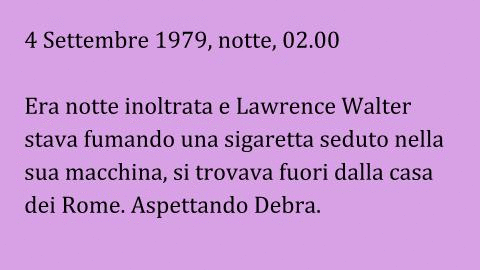 4 Settembre 1979, notte, 02.00
Era notte inoltrata e Lawrence Walter
stava fumando una sigaretta seduto nella
sua macchina, si trovava fuori dalla casa
dei Rome. Aspettando Debra.